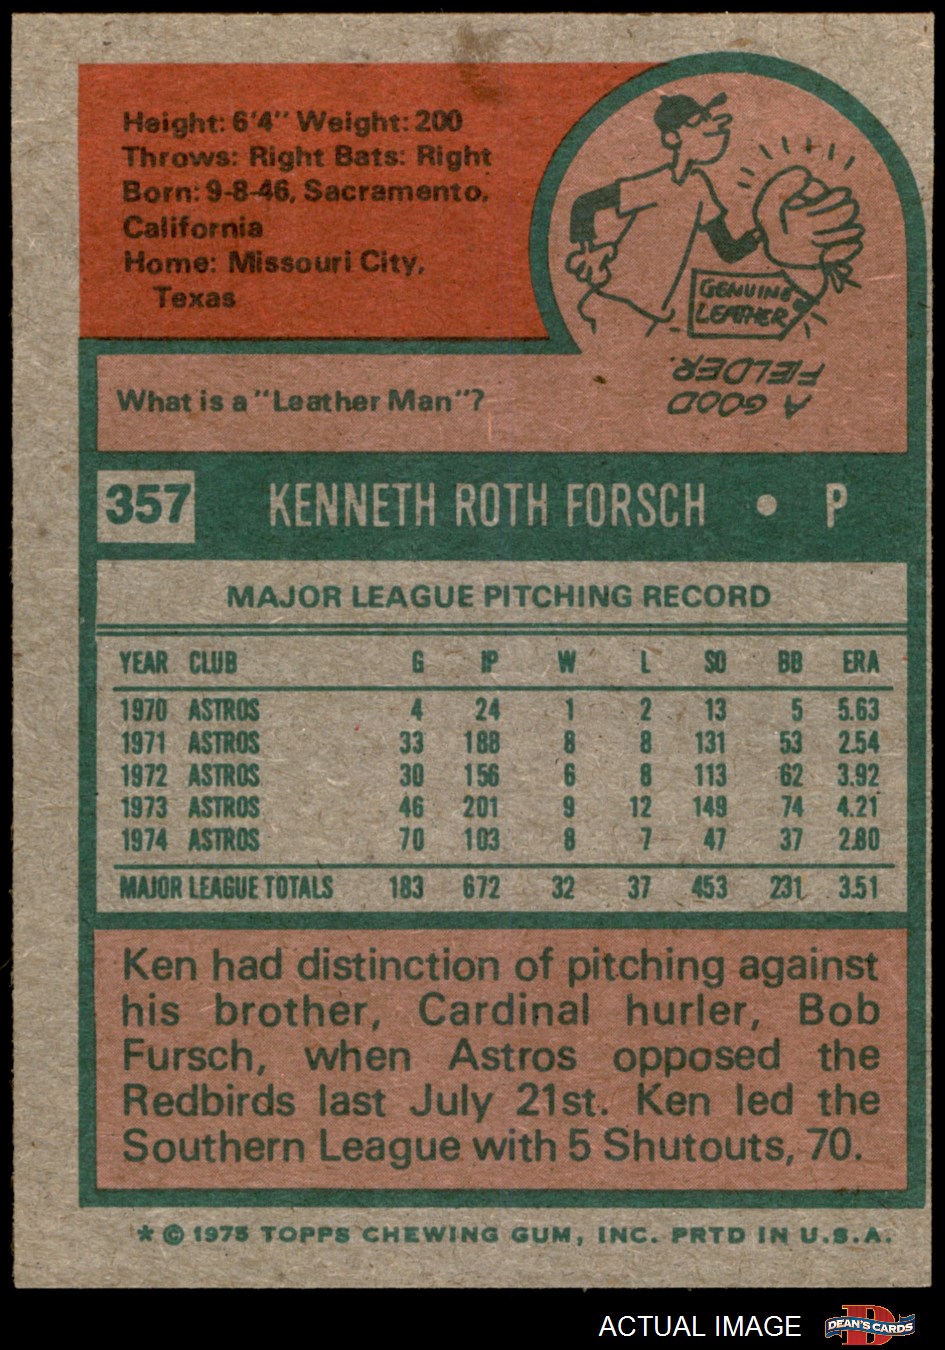 Height: 6'4" Weight: 200
Throws: Right Bats: Right
Born: 9-8-46, Sacramento,
California
Home: Missouri City,
Texas
GENUINE
LEATHER
What is a "Leather Man"?
A GOOD
FIELDER.
357 KENNETH ROTH FORSCH • P
MAJOR LEAGUE PITCHING RECORD
YEAR CLUB G IP W L SO BB ERA
1970 ASTROS 4 24 1 2 13 5 5.63
1971 ASTROS 33 188 8 8 131 53 2.54
1972 ASTROS 30 156 6 8 113 62 3.92
1973 ASTROS 46 201 9 12 149 74 4.21
1974 ASTROS 70 103 8 7 47 37 2.80
MAJOR LEAGUE TOTALS 183 672 32 37 453 231 3.51
Ken had distinction of pitching against
his brother, Cardinal hurler, Bob
Fursch, when Astros opposed the
Redbirds last July 21st. Ken led the
Southern League with 5 Shutouts, 70.
* © 1975 TOPPS CHEWING GUM, INC. PRTD IN U.S.A.
ACTUAL IMAGE DEAN'S CARDS